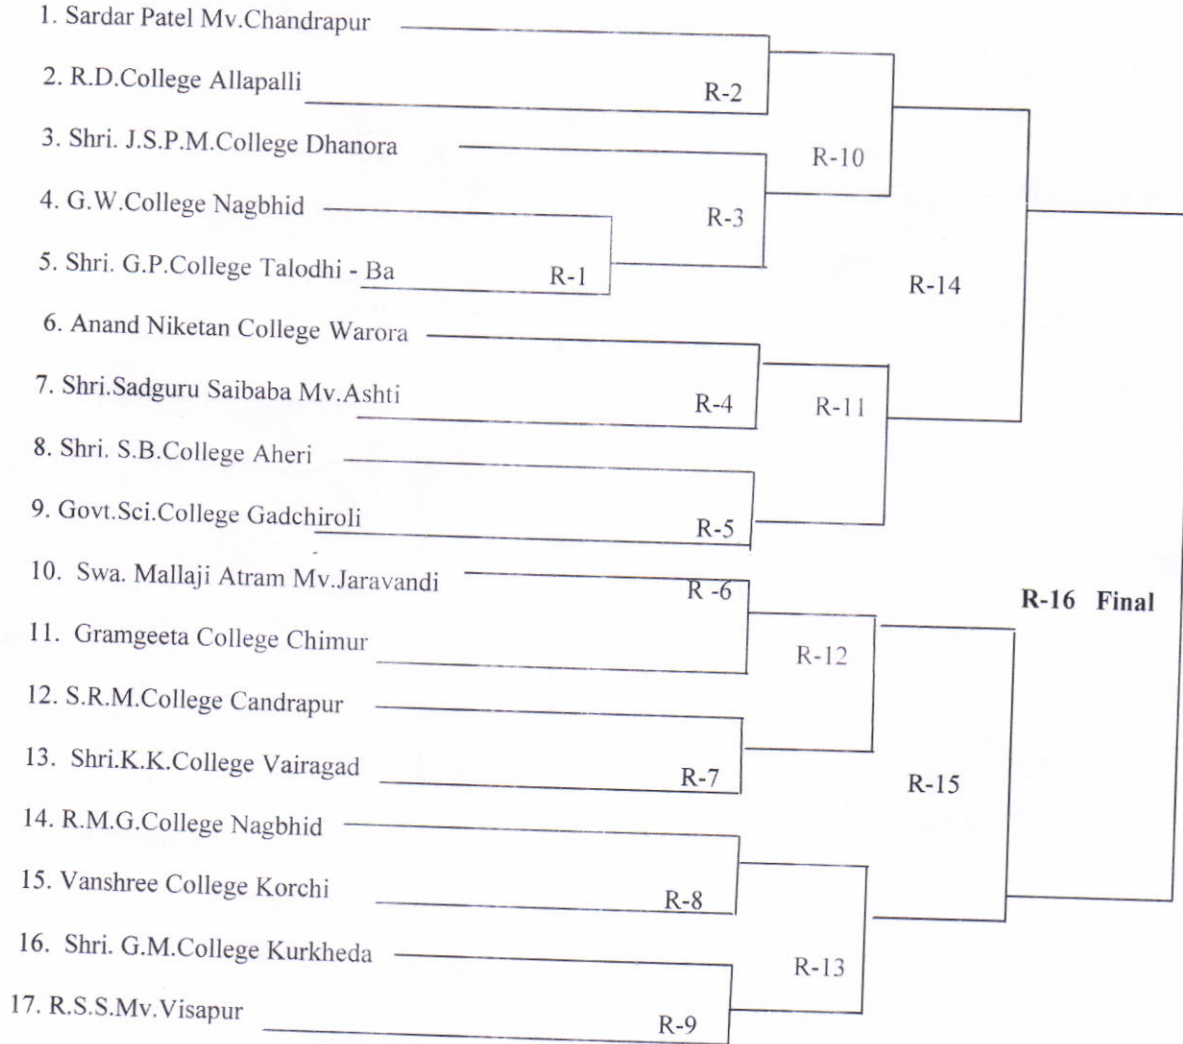 1. Sardar Patel Mv.Chandrapur
2. R.D.College Allapalli
R-2
3. Shri. J.S.P.M.College Dhanora
R-10
4. G.W.College Nagbhid
R-3
5. Shri. G.P.College Talodhi - Ba
R-1
R-14
6. Anand Niketan College Warora
7. Shri.Sadguru Saibaba Mv.Ashti
R-4
R-11
8. Shri. S.B.College Aheri
9. Govt.Sci.College Gadchiroli
R-5
10. Swa. Mallaji Atram Mv.Jaravandi
R -6
R-16 Final
11. Gramgeeta College Chimur
R-12
12. S.R.M.College Candrapur
13. Shri.K.K.College Vairagad
R-7
R-15
14. R.M.G.College Nagbhid
15. Vanshree College Korchi
R-8
16. Shri. G.M.College Kurkheda
R-13
17. R.S.S.Mv.Visapur
R-9